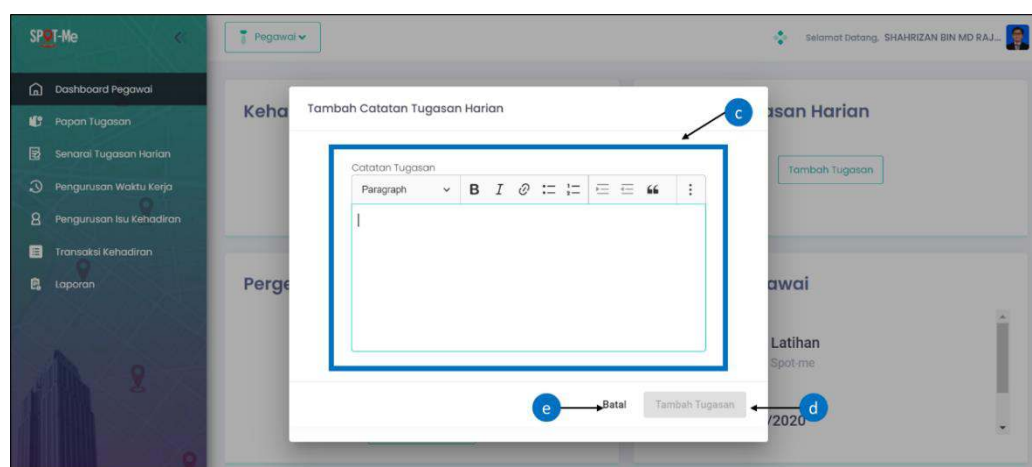 SPOT-Me
Pegawai
Selamat Datang, SHAHRIZAN BIN MD RAJ...
Dashboard Pegawai
Papan Tugasan
Senarai Tugasan Harian
Pengurusan Waktu Kerja
Pengurusan Isu Kehadiran
Transaksi Kehadiran
Laporan
Keha
asan Harian
Tambah Tugasan
Perge
awai
Latihan
Spot-me
/2020
Tambah Catatan Tugasan Harian
c
Catatan Tugasan
Paragraph
B I
e
Batal
Tambah Tugasan
d